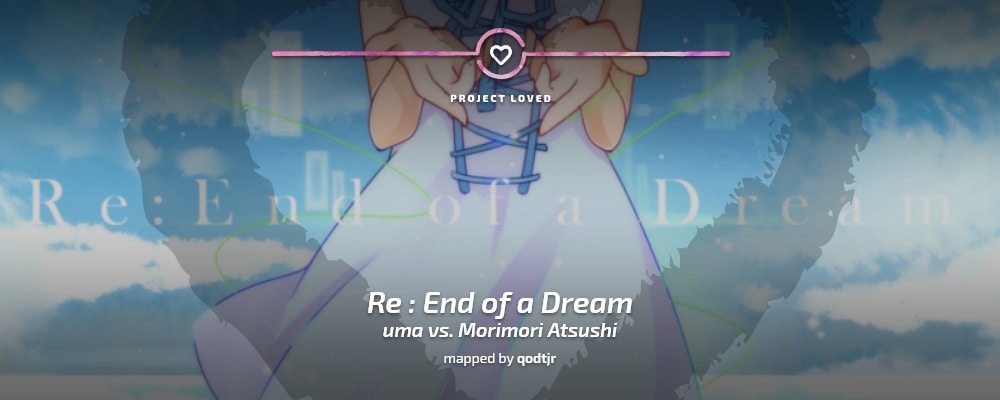 PROJECT LOVED
Re:End of a Dream
Re : End of a Dream
uma vs. Morimori Atsushi
mapped by qodtjr